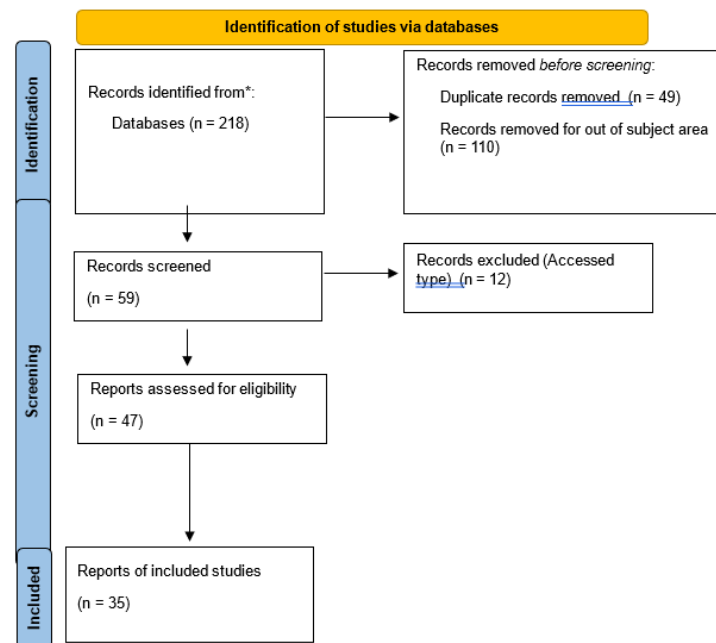 Identification of studies via databases
Identification
Records identified from*:
Databases (n = 218)
Records removed before screening:
Duplicate records removed (n = 49)
Records removed for out of subject area
(n = 110)
Screening
Records screened
(n = 59)
Records excluded (Accessed
type) (n = 12)
Reports assessed for eligibility
(n = 47)
Included
Reports of included studies
(n = 35)